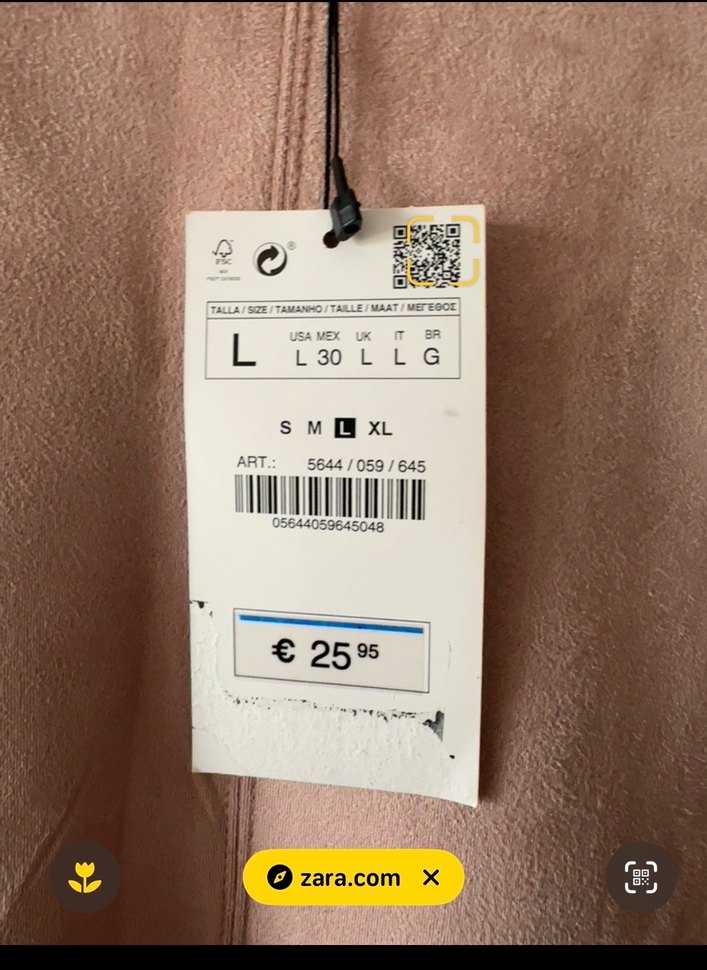 FSC
®
TALLA / SIZE / TAMANHO / TAILLE / MAAT / ΜΕΓΕΘΟΣ
L
USA MEX UK IT BR
L 30 L L G
S M L XL
ART.: 5644 / 059 / 645
05644059645048
€ 25 95
zara.com